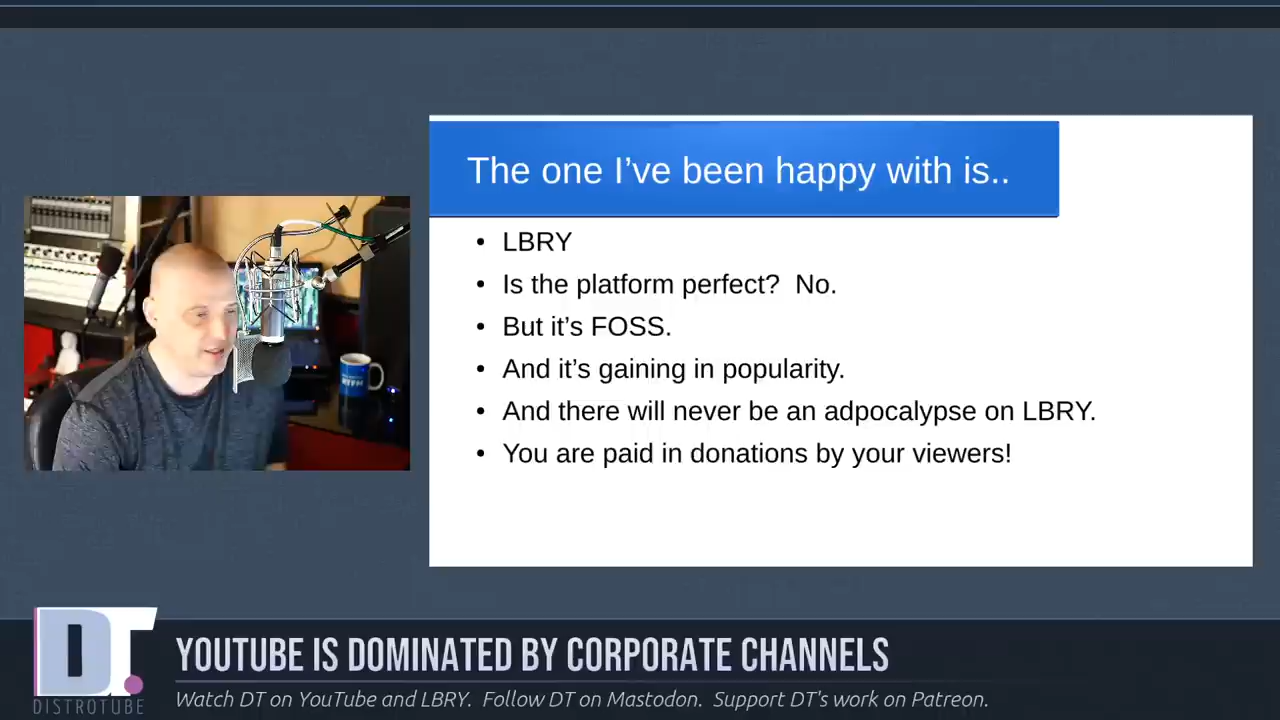 The one I’ve been happy with is..
• LBRY
• Is the platform perfect?  No.
• But it’s FOSS.
• And it’s gaining in popularity.
• And there will never be an adpocalypse on LBRY.
• You are paid in donations by your viewers!
RTFM
DT.
DISTROTUBE
YOUTUBE IS DOMINATED BY CORPORATE CHANNELS
Watch DT on YouTube and LBRY.  Follow DT on Mastodon.  Support DT's work on Patreon.